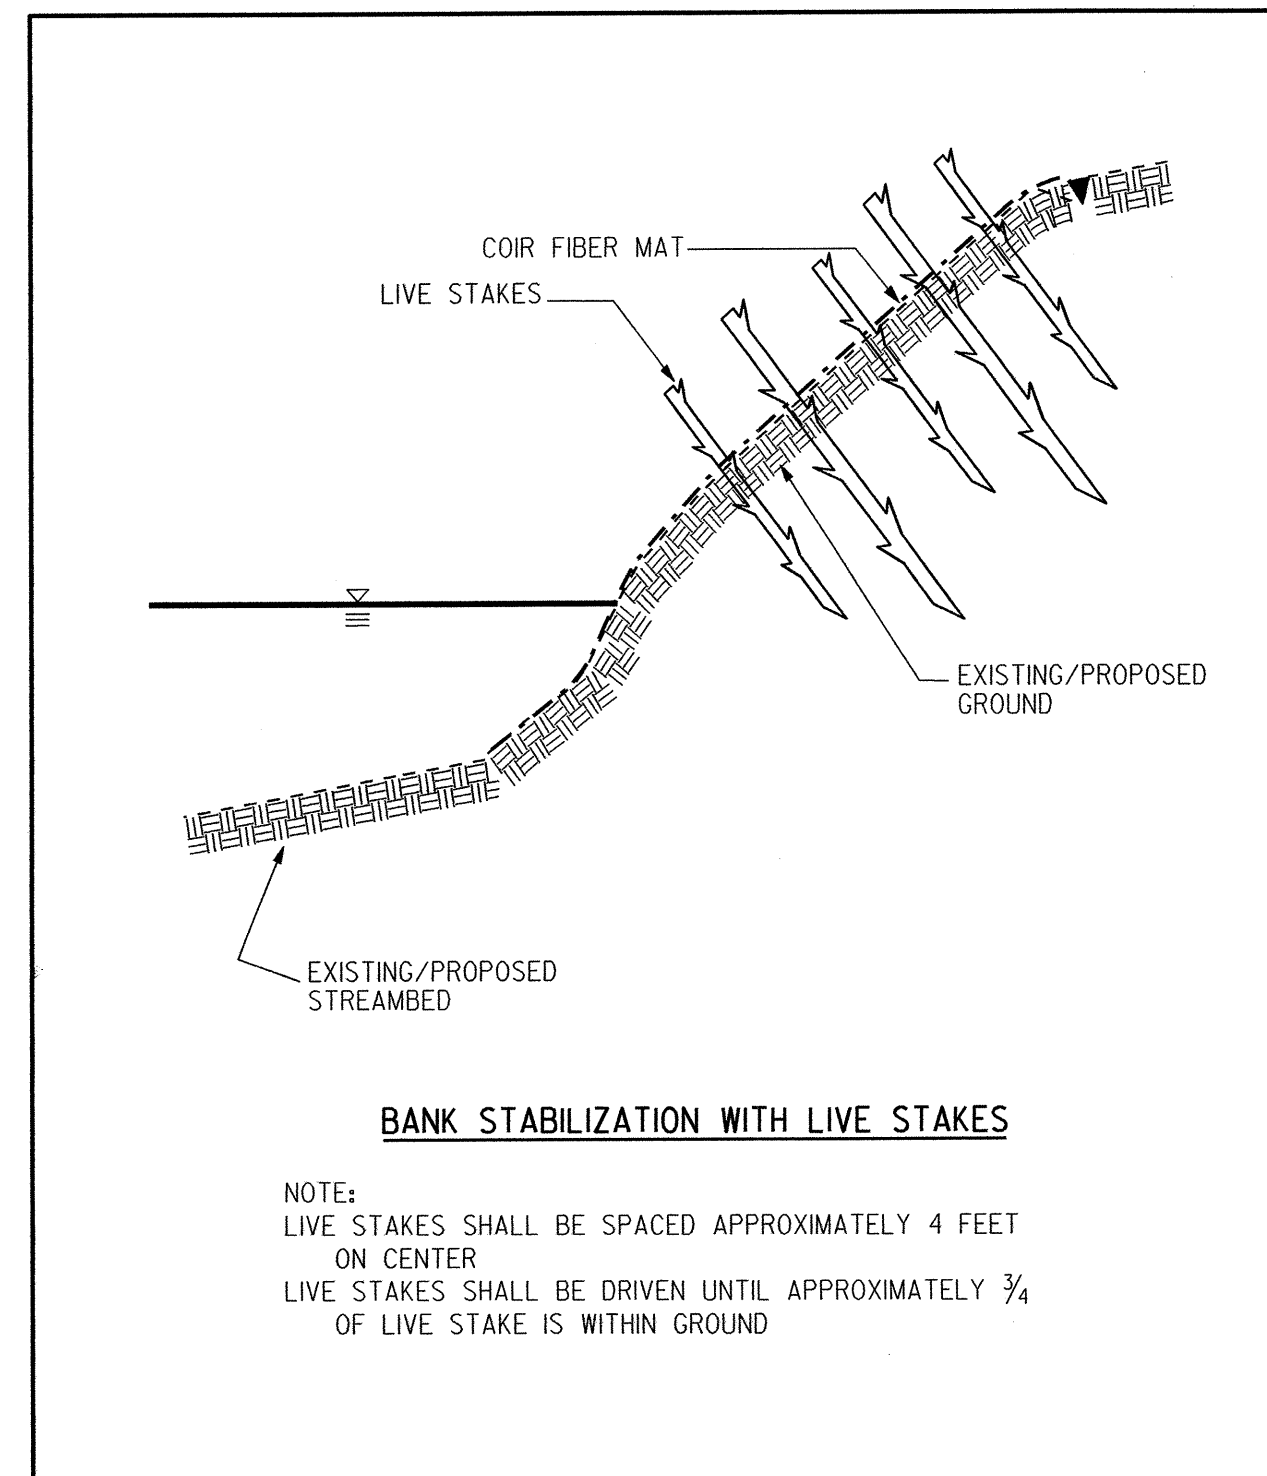 COIR FIBER MAT
LIVE STAKES
EXISTING/PROPOSED
GROUND
EXISTING/PROPOSED
STREAMBED
BANK STABILIZATION WITH LIVE STAKES
NOTE:
LIVE STAKES SHALL BE SPACED APPROXIMATELY 4 FEET
ON CENTER
LIVE STAKES SHALL BE DRIVEN UNTIL APPROXIMATELY ¾
OF LIVE STAKE IS WITHIN GROUND